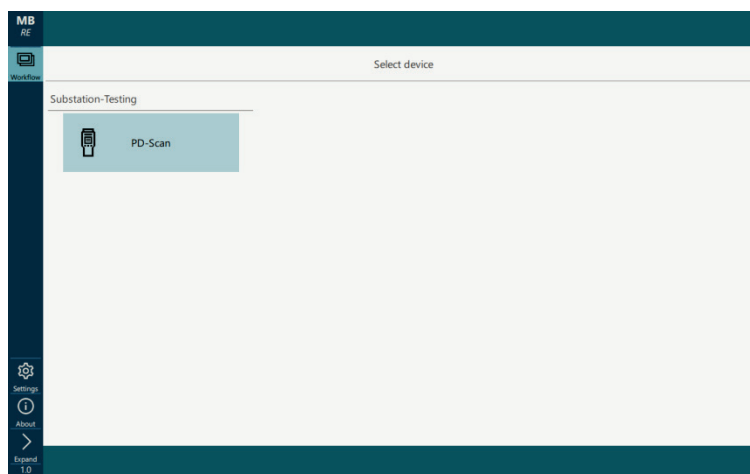 MB
RE
Workflow
Select device
Substation-Testing
PD-Scan
Settings
About
Expand
1.0